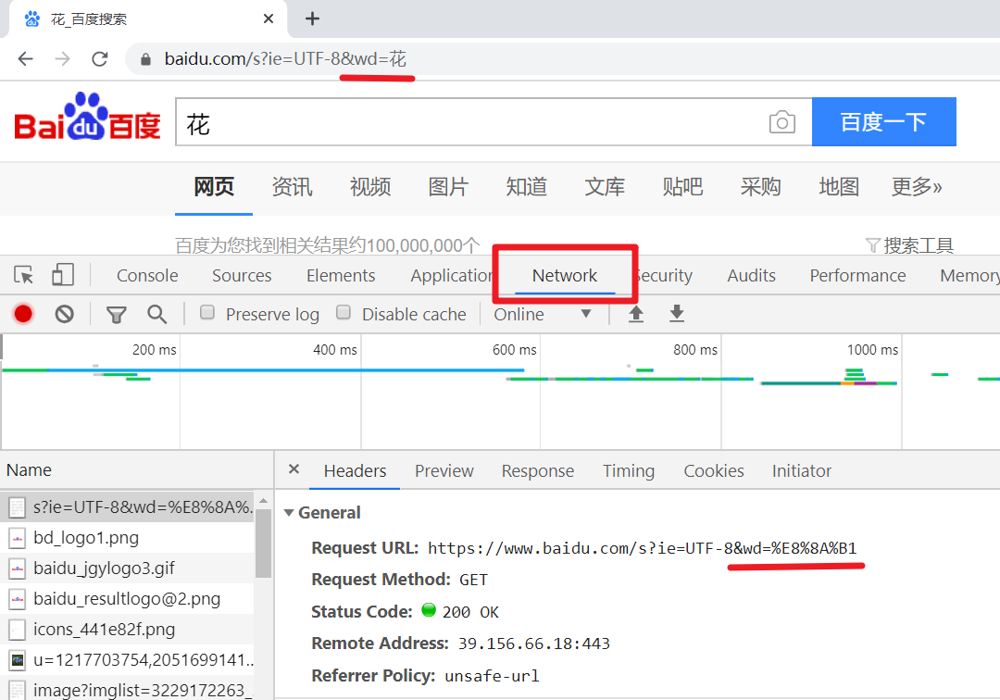 花_百度搜索
baidu.com/s?ie=UTF-8&wd=花
Baidu百度
花
百度一下
网页 资讯 视频 图片 知道 文库 贴吧 采购 地图 更多»
百度为您找到相关结果约100,000,000个
搜索工具
Console Sources Elements Application Network Security Audits Performance Memory
Preserve log Disable cache Online
200 ms 400 ms 600 ms 800 ms 1000 ms
Name
Headers Preview Response Timing Cookies Initiator
s?ie=UTF-8&wd=%E8%8A%..
bd_logo1.png
baidu_jgylogo3.gif
baidu_resultlogo@2.png
icons_441e82f.png
u=1217703754,2051699141..
image?imglist=3229172263_
General
Request URL: https://www.baidu.com/s?ie=UTF-8&wd=%E8%8A%B1
Request Method: GET
Status Code: 200 OK
Remote Address: 39.156.66.18:443
Referrer Policy: unsafe-url